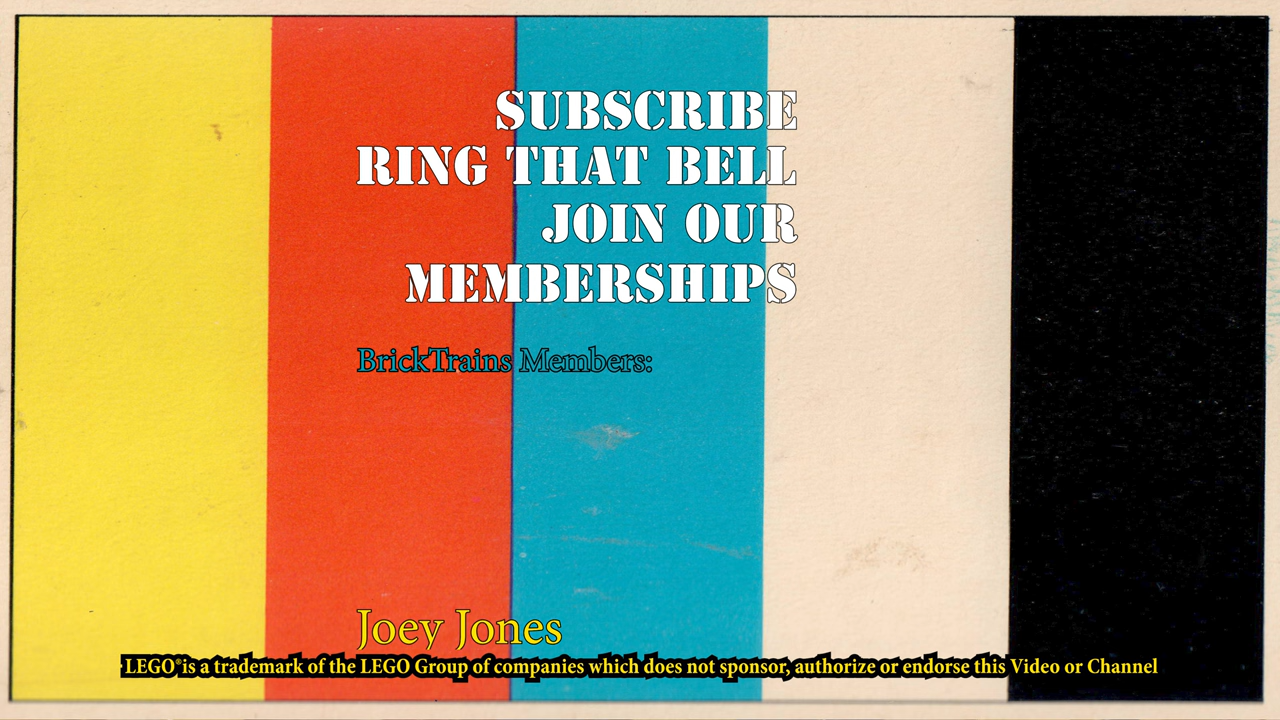 SUBSCRIBE
RING THAT BELL
JOIN OUR
MEMBERSHIPS
BrickTrains Members:
Joey Jones
LEGO® is a trademark of the LEGO Group of companies which does not sponsor, authorize or endorse this Video or Channel